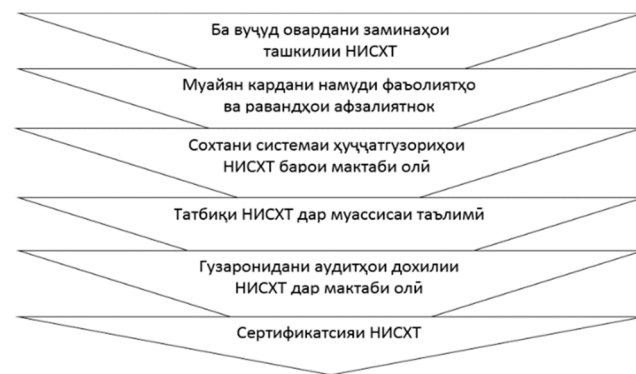 Ба вуҷуд овардани заминаҳои
ташкилии НИСХТ
Муайян кардани намуди фаъолиятҳо
ва равандҳои афзалиятнок
Сохтани системаи ҳуҷҷатгузориҳои
НИСХТ барои мактаби олӣ
Татбиқи НИСХТ дар муассисаи таълимӣ
Гузаронидани аудитҳои дохилии
НИСХТ дар мактаби олӣ
Сертификатсияи НИСХТ